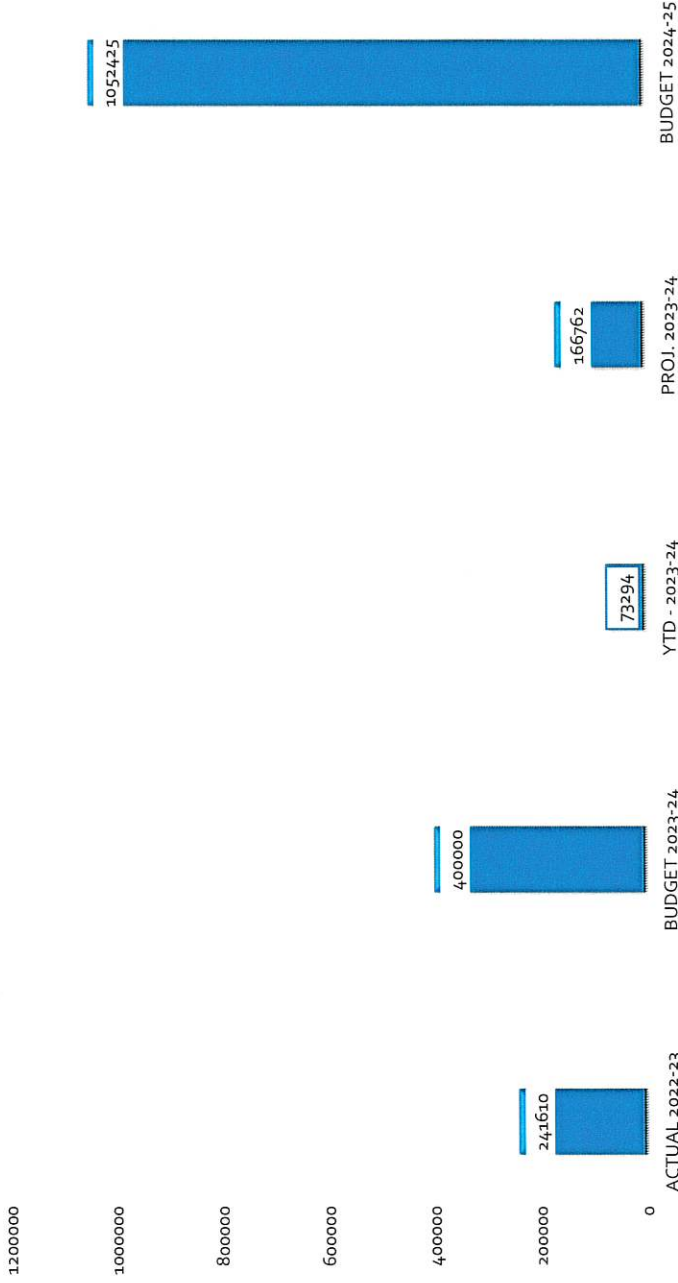 1200000
1000000
800000
600000
400000
200000
0
241610
400000
73294
166762
1052425
ACTUAL 2022-23
BUDGET 2023-24
YTD - 2023-24
PROJ. 2023-24
BUDGET 2024-25